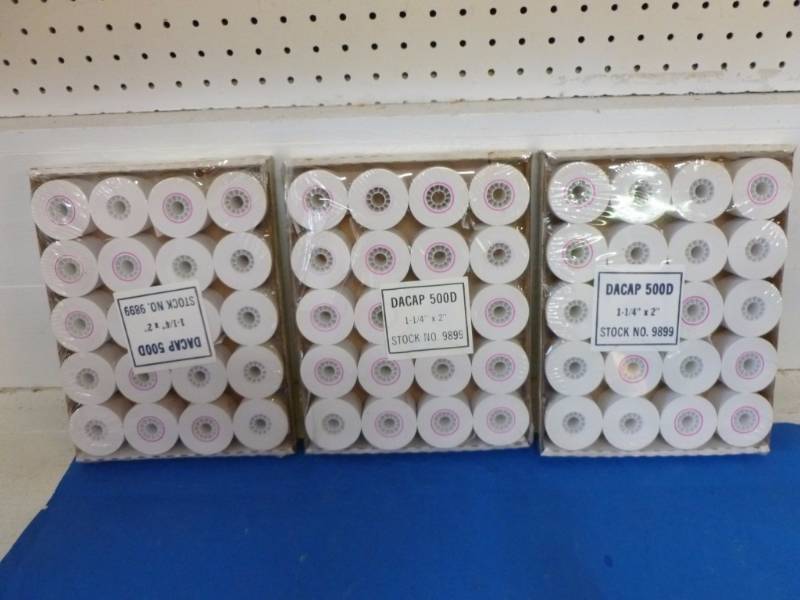 DACAP 500D
1-1/4" x 2"
STOCK NO. 9899
DACAP 500D
1-1/4" x 2"
STOCK NO. 9899
DACAP 500D
1-1/4" x 2"
STOCK NO. 9899